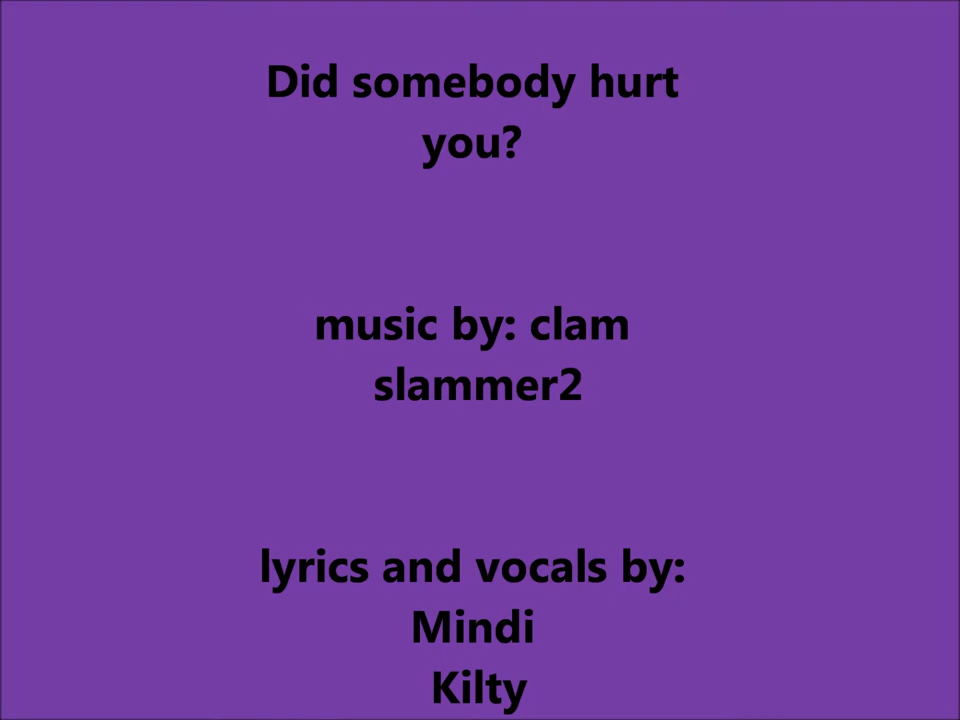 Did somebody hurt
you?
music by: clam
slammer2
lyrics and vocals by:
Mindi
Kilty